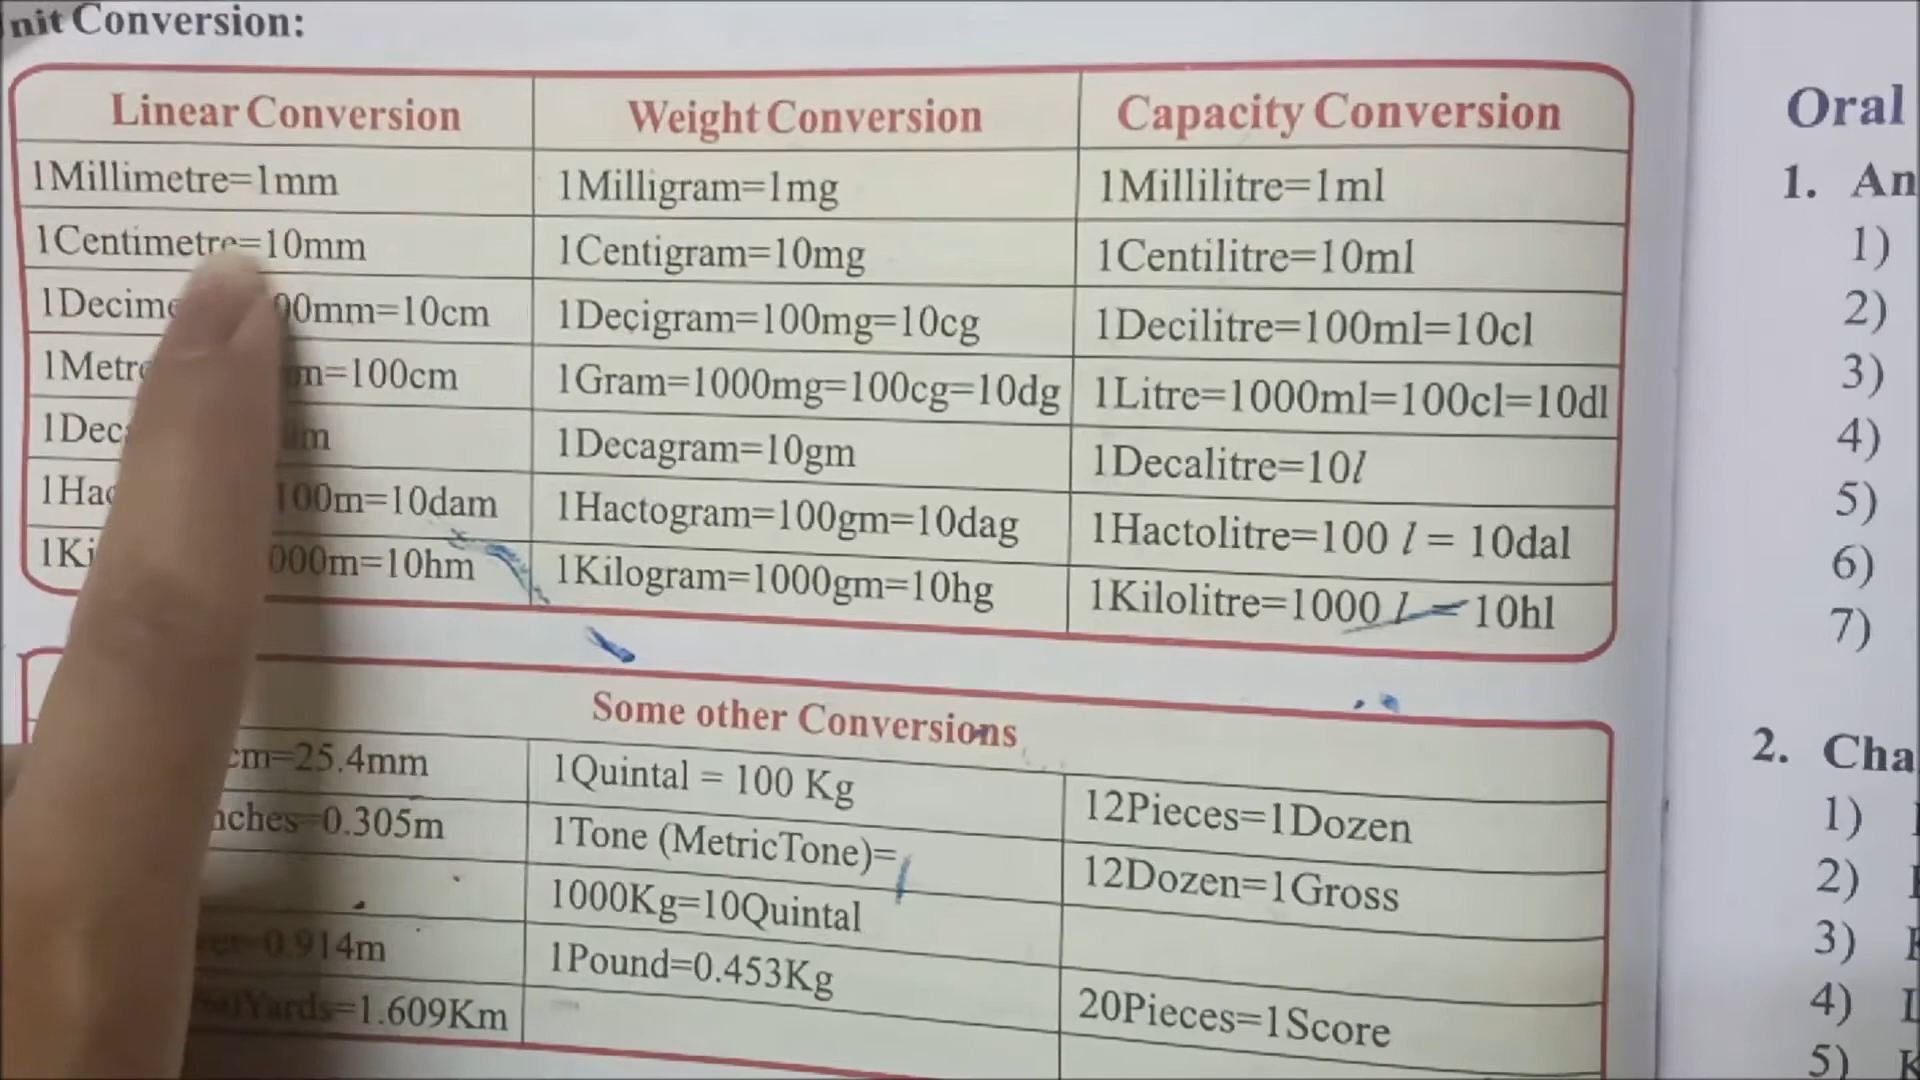 nit Conversion:
Linear Conversion Weight Conversion Capacity Conversion
1Millimetre=1mm 1Milligram=1mg 1Millilitre=1ml
1Centimetre=10mm 1Centigram=10mg 1Centilitre=10ml
00mm=10cm 1Decigram=100mg=10cg 1Decilitre=100ml=10cl
m=100cm 1Gram=1000mg=100cg=10dg 1Litre=1000ml=100cl=10dl
m 1Decagram=10gm 1Decalitre=10l
100m=10dam 1Hactogram=100gm=10dag 1Hactolitre=100 l = 10dal
000m=10hm 1Kilogram=1000gm=10hg 1Kilolitre=1000 l = 10hl
Some other Conversions
cm=25.4mm 1Quintal = 100 Kg 12Pieces=1Dozen
nches=0.305m 1Tone (MetricTone)= 12Dozen=1Gross
1000Kg=10Quintal
0.914m 1Pound=0.453Kg 20Pieces=1Score
Yards=1.609Km
Oral
1. An
1)
2)
3)
4)
5)
6)
7)
2. Cha
1)
2)
3)
4)
5)